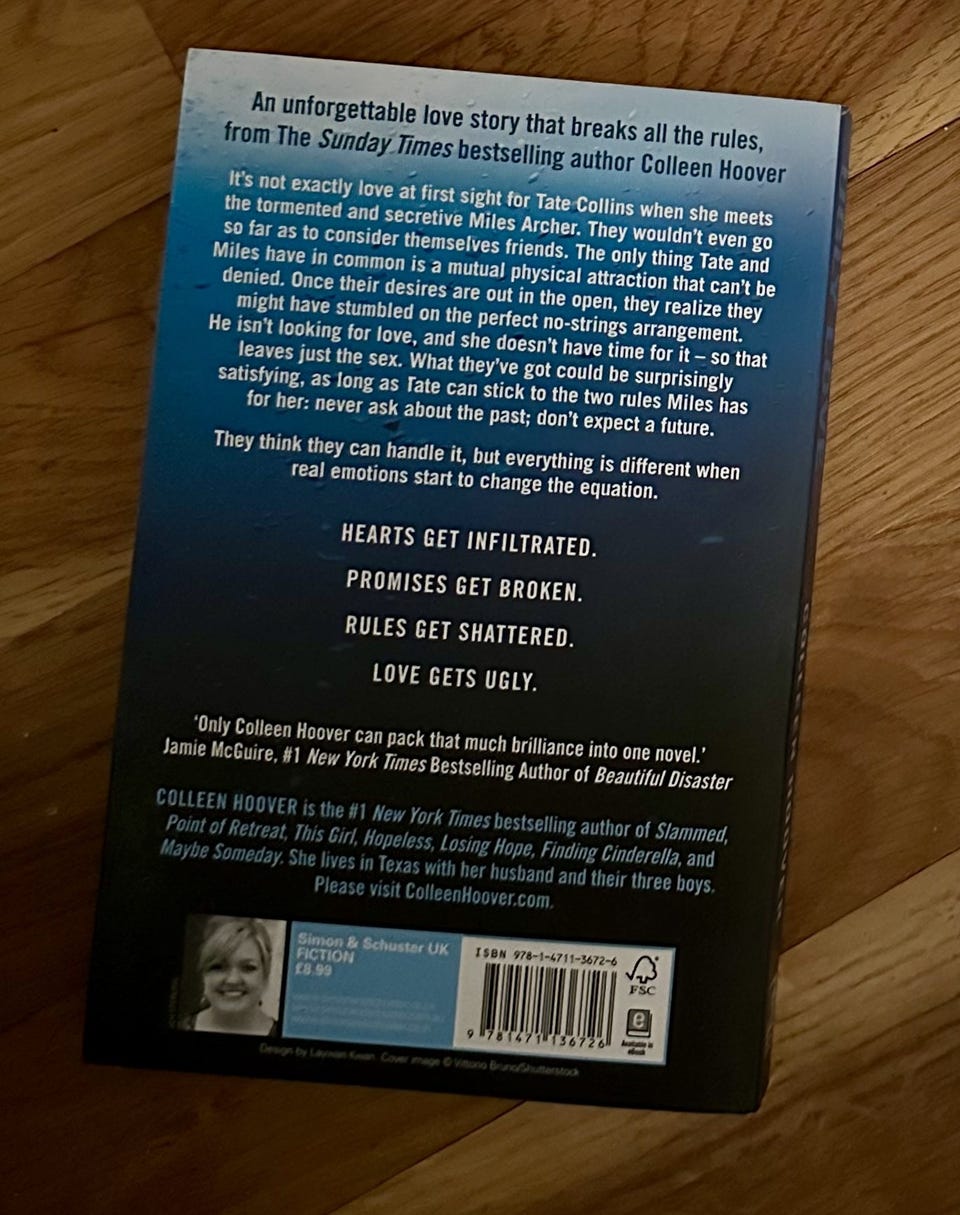 An unforgettable love story that breaks all the rules,
from The Sunday Times bestselling author Colleen Hoover
It's not exactly love at first sight for Tate Collins when she meets
the tormented and secretive Miles Archer. They wouldn't even go
so far as to consider themselves friends. The only thing Tate and
Miles have in common is a mutual physical attraction that can't be
denied. Once their desires are out in the open, they realize they
might have stumbled on the perfect no-strings arrangement.
He isn't looking for love, and she doesn't have time for it – so that
leaves just the sex. What they've got could be surprisingly
satisfying, as long as Tate can stick to the two rules Miles has
for her: never ask about the past; don't expect a future.
They think they can handle it, but everything is different when
real emotions start to change the equation.
HEARTS GET INFILTRATED.
PROMISES GET BROKEN.
RULES GET SHATTERED.
LOVE GETS UGLY.
'Only Colleen Hoover can pack that much brilliance into one novel.'
Jamie McGuire, #1 New York Times Bestselling Author of Beautiful Disaster
COLLEEN HOOVER is the #1 New York Times bestselling author of Slammed,
Point of Retreat, This Girl, Hopeless, Losing Hope, Finding Cinderella, and
Maybe Someday. She lives in Texas with her husband and their three boys.
Please visit ColleenHoover.com.
Simon & Schuster UK
FICTION
£8.99
ISBN 978-1-4711-3672-6
9 781471 136726
FSC
e
Available in
eBook
Design by Laywan Kwan. Cover image © Vittorio Bruno/Shutterstock